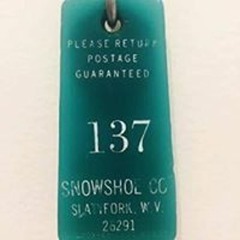 PLEASE RETURN
POSTAGE
GUARANTEED
137
SNOWSHOE CO
SLATYFORK, W.V.
26291